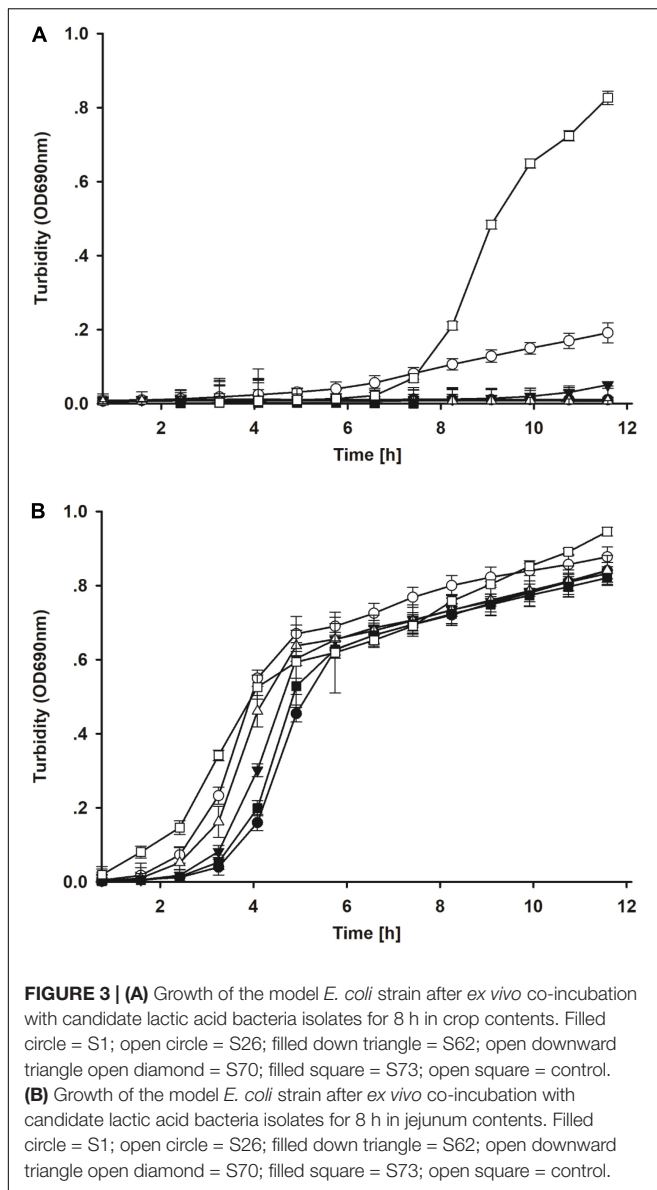 A
1.0
.8
.6
.4
.2
0.0
Turbidity (OD690nm)
2 4 6 8 10 12
Time [h]
B
1.0
.8
.6
.4
.2
0.0
Turbidity (OD690nm)
2 4 6 8 10 12
Time [h]
FIGURE 3 | (A) Growth of the model E. coli strain after ex vivo co-incubation
with candidate lactic acid bacteria isolates for 8 h in crop contents. Filled
circle = S1; open circle = S26; filled down triangle = S62; open downward
triangle open diamond = S70; filled square = S73; open square = control.
(B) Growth of the model E. coli strain after ex vivo co-incubation with
candidate lactic acid bacteria isolates for 8 h in jejunum contents. Filled
circle = S1; open circle = S26; filled down triangle = S62; open downward
triangle open diamond = S70; filled square = S73; open square = control.